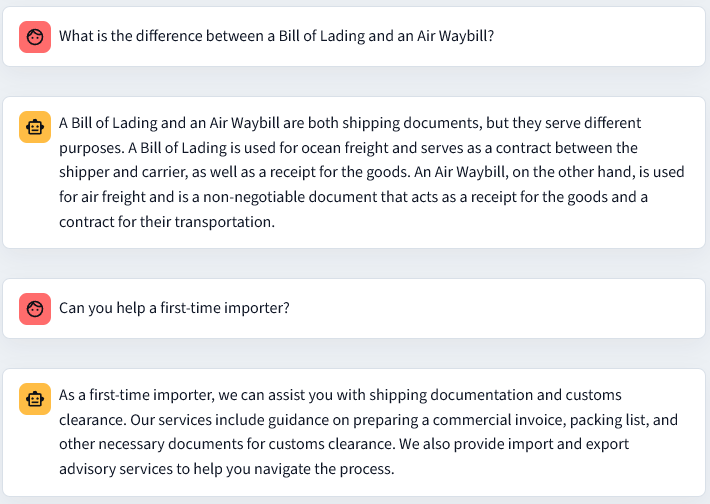 What is the difference between a Bill of Lading and an Air Waybill?
A Bill of Lading and an Air Waybill are both shipping documents, but they serve different
purposes. A Bill of Lading is used for ocean freight and serves as a contract between the
shipper and carrier, as well as a receipt for the goods. An Air Waybill, on the other hand, is used
for air freight and is a non-negotiable document that acts as a receipt for the goods and a
contract for their transportation.
Can you help a first-time importer?
As a first-time importer, we can assist you with shipping documentation and customs
clearance. Our services include guidance on preparing a commercial invoice, packing list, and
other necessary documents for customs clearance. We also provide import and export
advisory services to help you navigate the process.